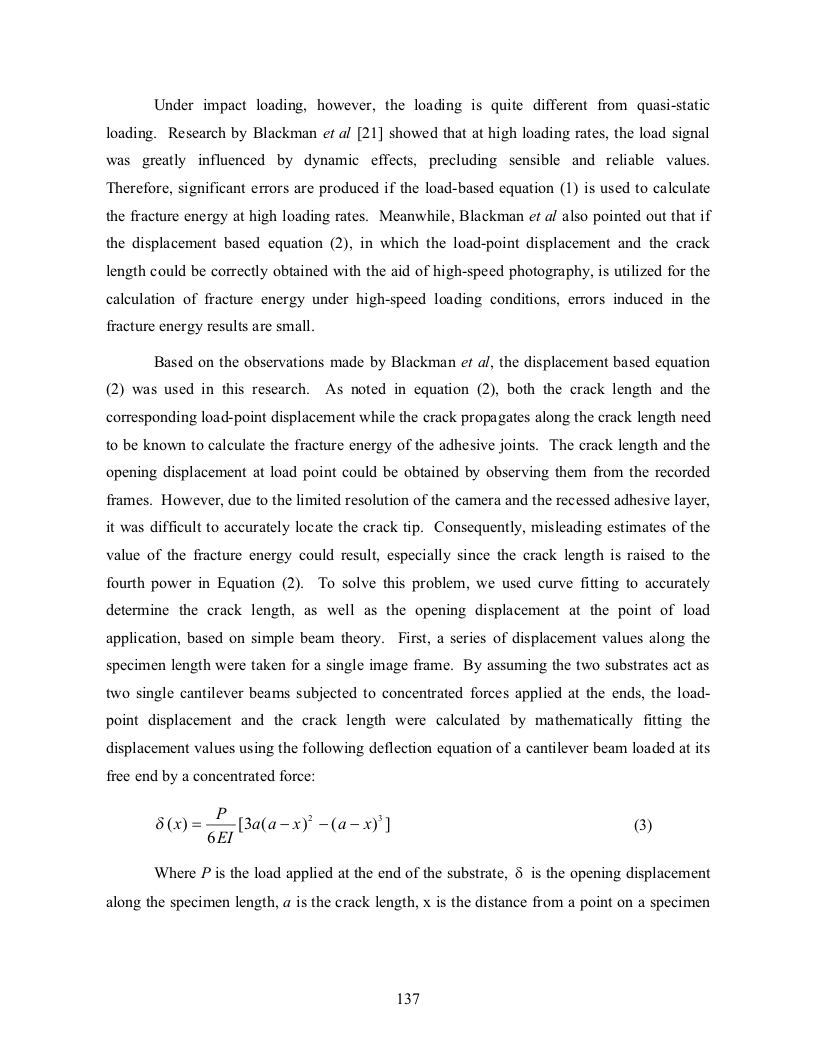 Under impact loading, however, the loading is quite different from quasi-static
loading. Research by Blackman et al [21] showed that at high loading rates, the load signal
was greatly influenced by dynamic effects, precluding sensible and reliable values.
Therefore, significant errors are produced if the load-based equation (1) is used to calculate
the fracture energy at high loading rates. Meanwhile, Blackman et al also pointed out that if
the displacement based equation (2), in which the load-point displacement and the crack
length could be correctly obtained with the aid of high-speed photography, is utilized for the
calculation of fracture energy under high-speed loading conditions, errors induced in the
fracture energy results are small.
Based on the observations made by Blackman et al, the displacement based equation
(2) was used in this research. As noted in equation (2), both the crack length and the
corresponding load-point displacement while the crack propagates along the crack length need
to be known to calculate the fracture energy of the adhesive joints. The crack length and the
opening displacement at load point could be obtained by observing them from the recorded
frames. However, due to the limited resolution of the camera and the recessed adhesive layer,
it was difficult to accurately locate the crack tip. Consequently, misleading estimates of the
value of the fracture energy could result, especially since the crack length is raised to the
fourth power in Equation (2). To solve this problem, we used curve fitting to accurately
determine the crack length, as well as the opening displacement at the point of load
application, based on simple beam theory. First, a series of displacement values along the
specimen length were taken for a single image frame. By assuming the two substrates act as
two single cantilever beams subjected to concentrated forces applied at the ends, the load-
point displacement and the crack length were calculated by mathematically fitting the
displacement values using the following deflection equation of a cantilever beam loaded at its
free end by a concentrated force:
δ(x) = P/6EI [3a(a − x)² − (a − x)³] (3)
Where P is the load applied at the end of the substrate, δ is the opening displacement
along the specimen length, a is the crack length, x is the distance from a point on a specimen
137